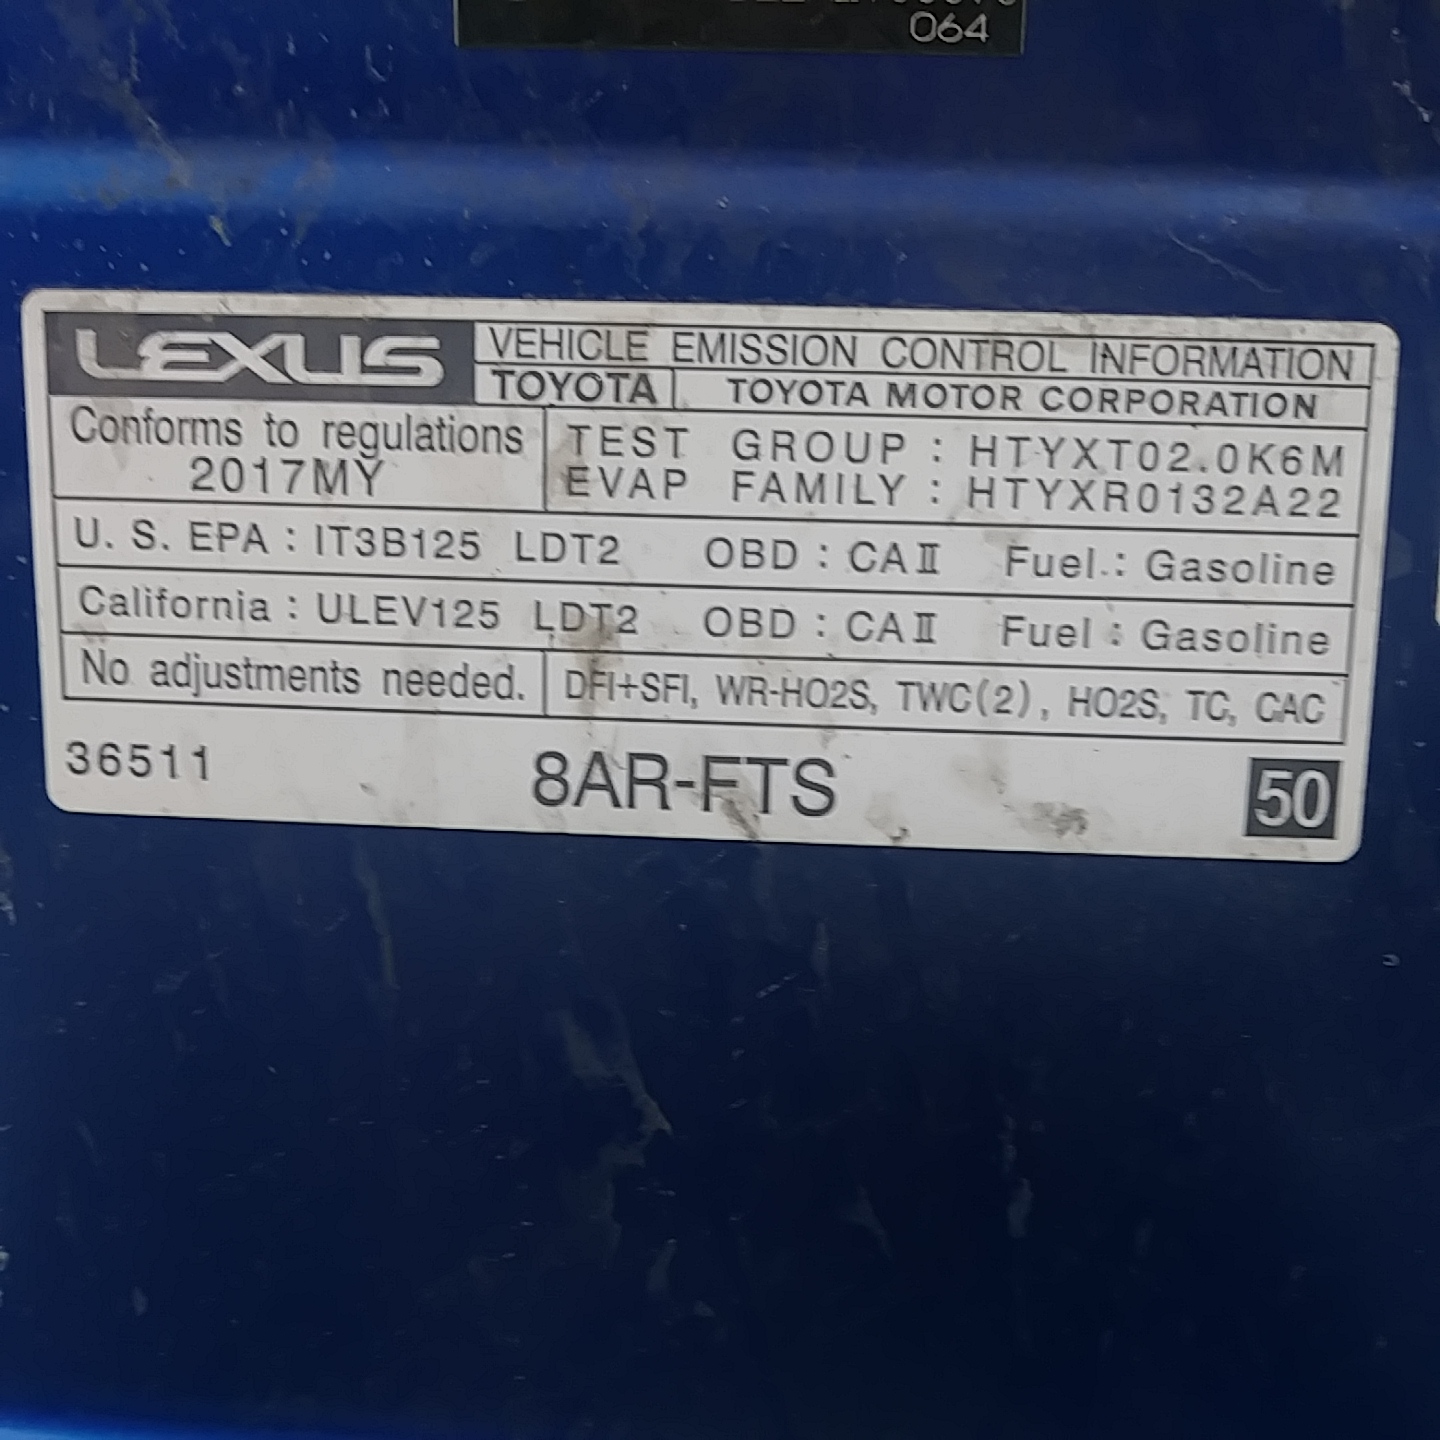 064
LEXUS
VEHICLE EMISSION CONTROL INFORMATION
TOYOTA TOYOTA MOTOR CORPORATION
Conforms to regulations
2017MY
TEST GROUP : HTYXT02.0K6M
EVAP FAMILY : HTYXR0132A22
U. S. EPA : IT3B125 LDT2 OBD : CAⅡ Fuel : Gasoline
California : ULEV125 LDT2 OBD : CAⅡ Fuel : Gasoline
No adjustments needed.
DFI+SFI, WR-HO2S, TWC(2), HO2S, TC, CAC
36511
8AR-FTS
50